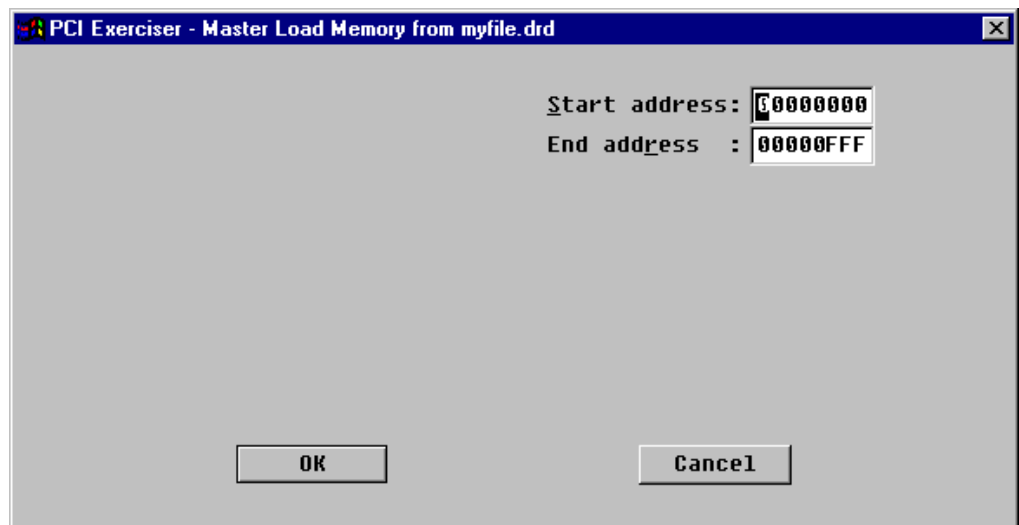 PCI Exerciser - Master Load Memory from myfile.drd
Start address: 00000000
End address : 00000FFF
OK
Cancel